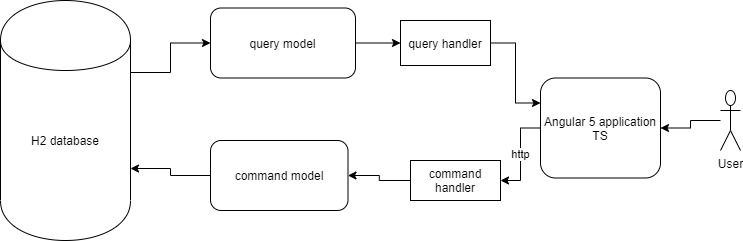 query model
query handler
H2 database
Angular 5 application
TS
http
command model
command
handler
User